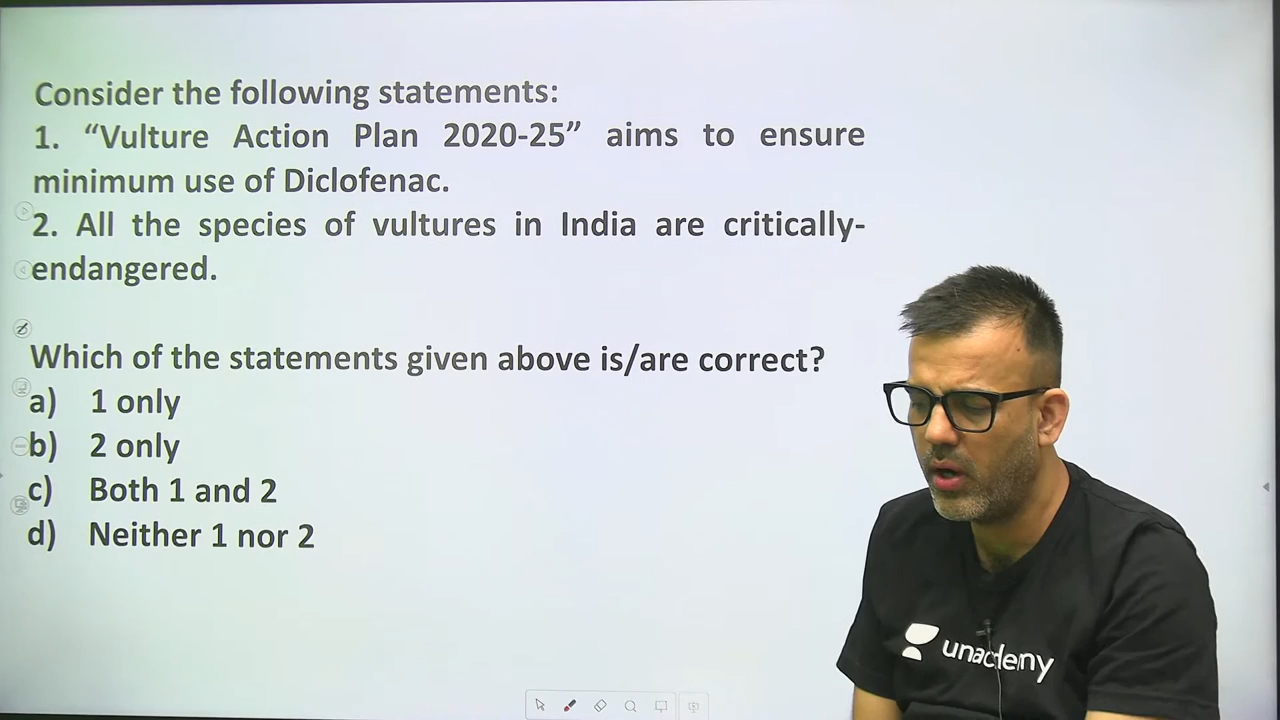 Consider the following statements:
1. “Vulture Action Plan 2020-25” aims to ensure
minimum use of Diclofenac.
2. All the species of vultures in India are critically-
endangered.
Which of the statements given above is/are correct?
a) 1 only
b) 2 only
c) Both 1 and 2
d) Neither 1 nor 2
unacademy